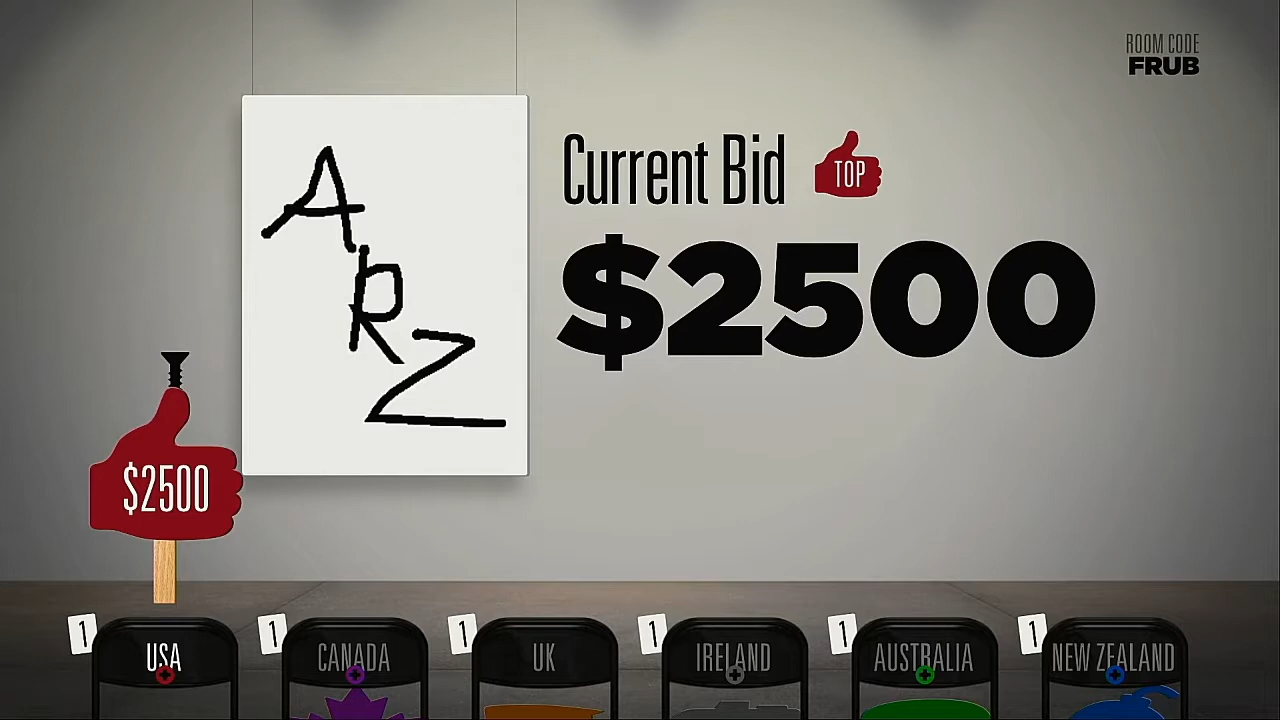 ROOM CODE
FRUB
A
R
Z
Current Bid
TOP
$2500
$2500
1 USA
1 CANADA
1 UK
1 IRELAND
1 AUSTRALIA
1 NEW ZEALAND